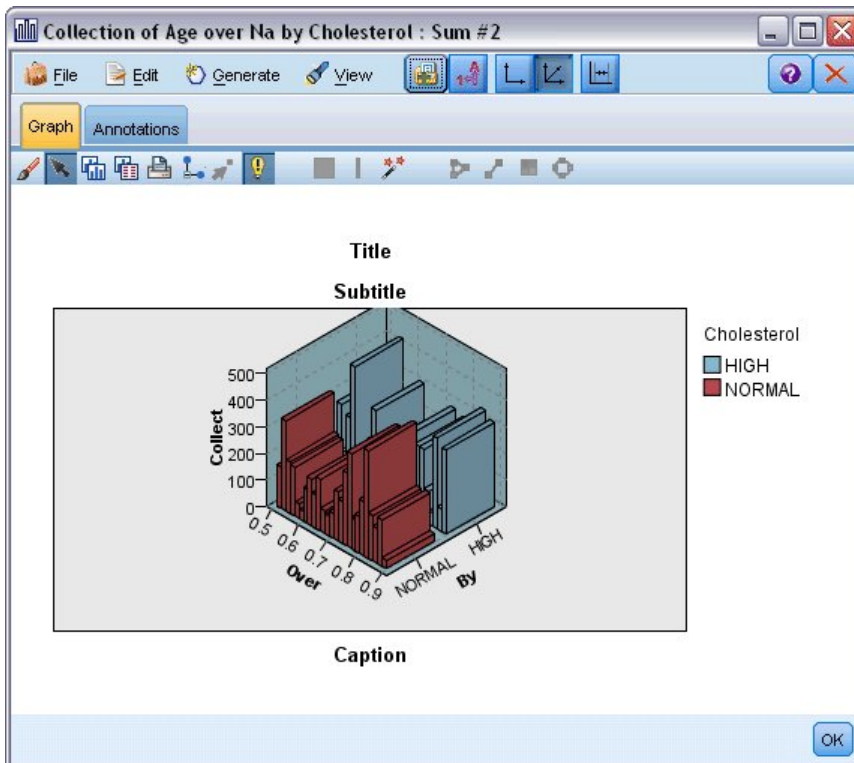 Collection of Age over Na by Cholesterol : Sum #2
File Edit Generate View
Graph Annotations
Title
Subtitle
Cholesterol
HIGH
NORMAL
500
400
300
200
100
0
Collect
0.5 0.6 0.7 0.8 0.9
Over
NORMAL HIGH
By
Caption
OK